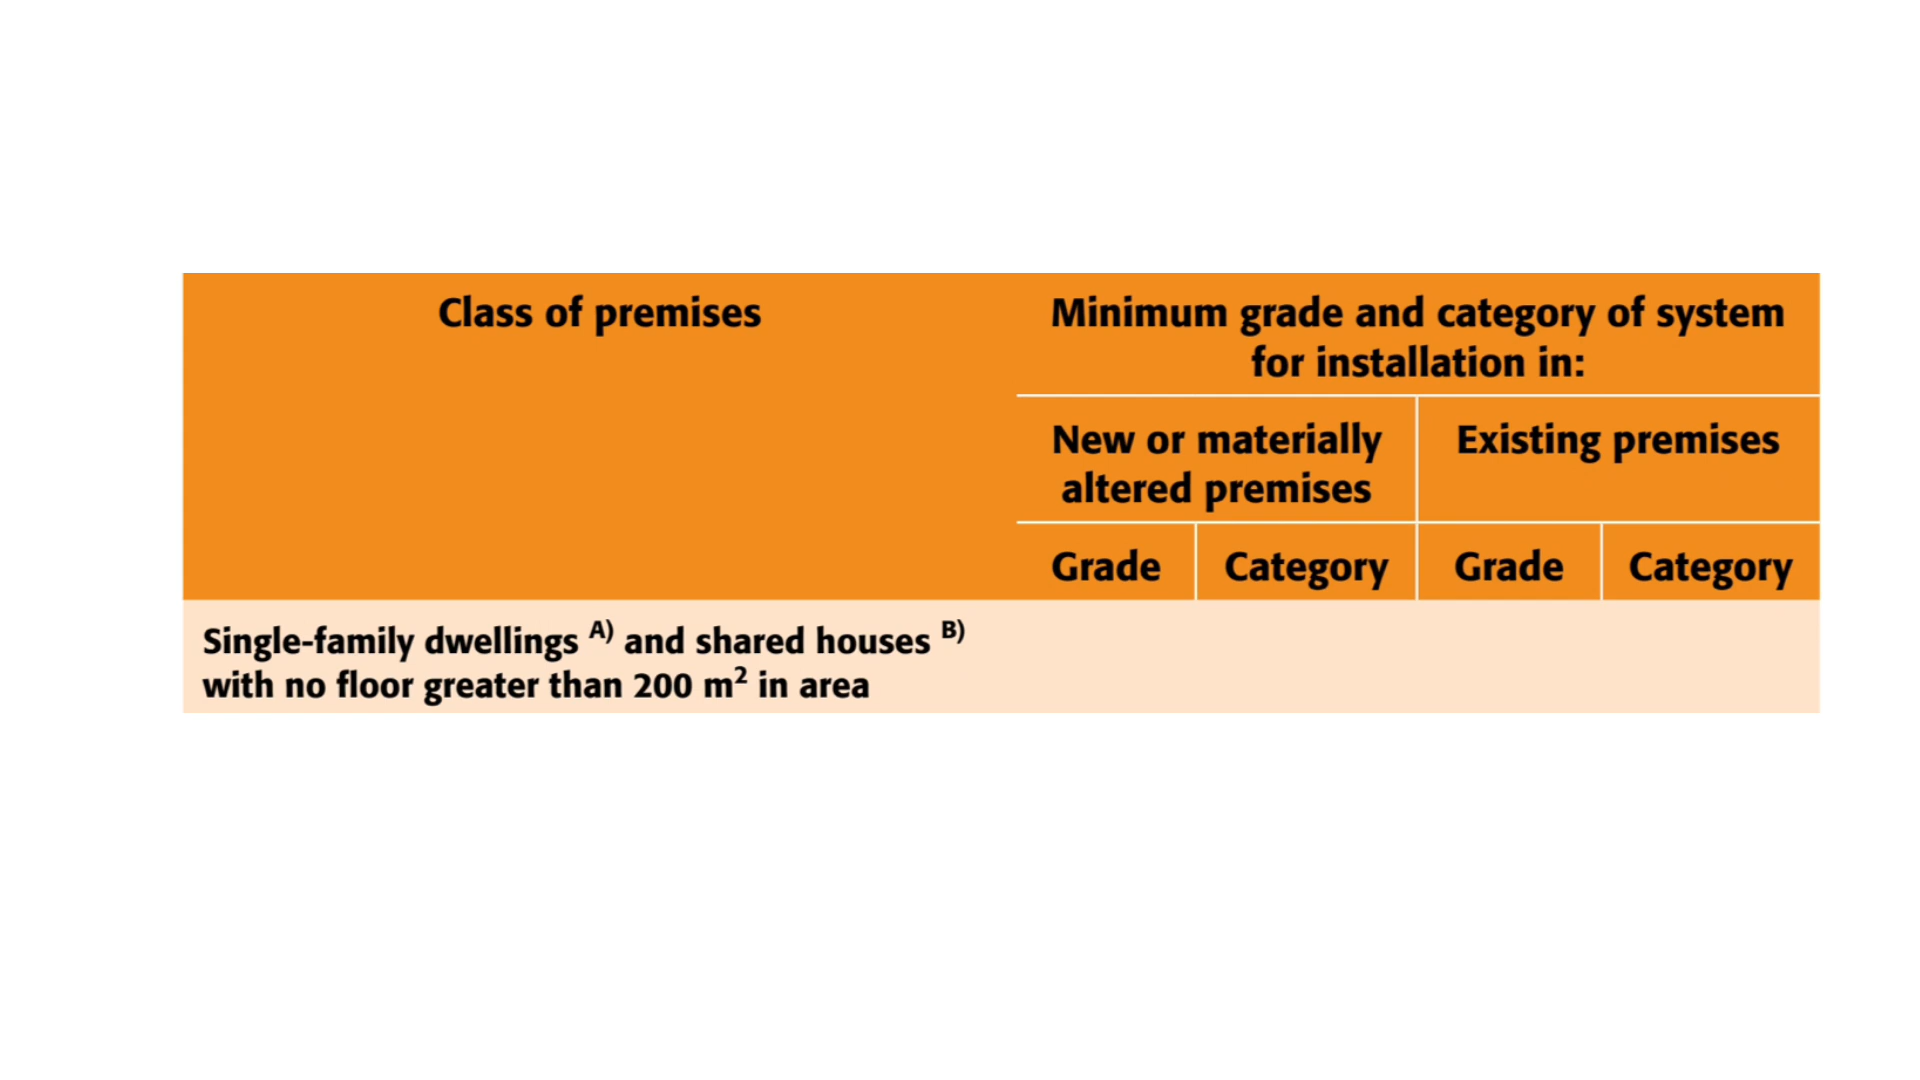 Class of premises
Minimum grade and category of system
for installation in:
New or materially
altered premises
Existing premises
Grade
Category
Grade
Category
Single-family dwellings A) and shared houses B)
with no floor greater than 200 m² in area